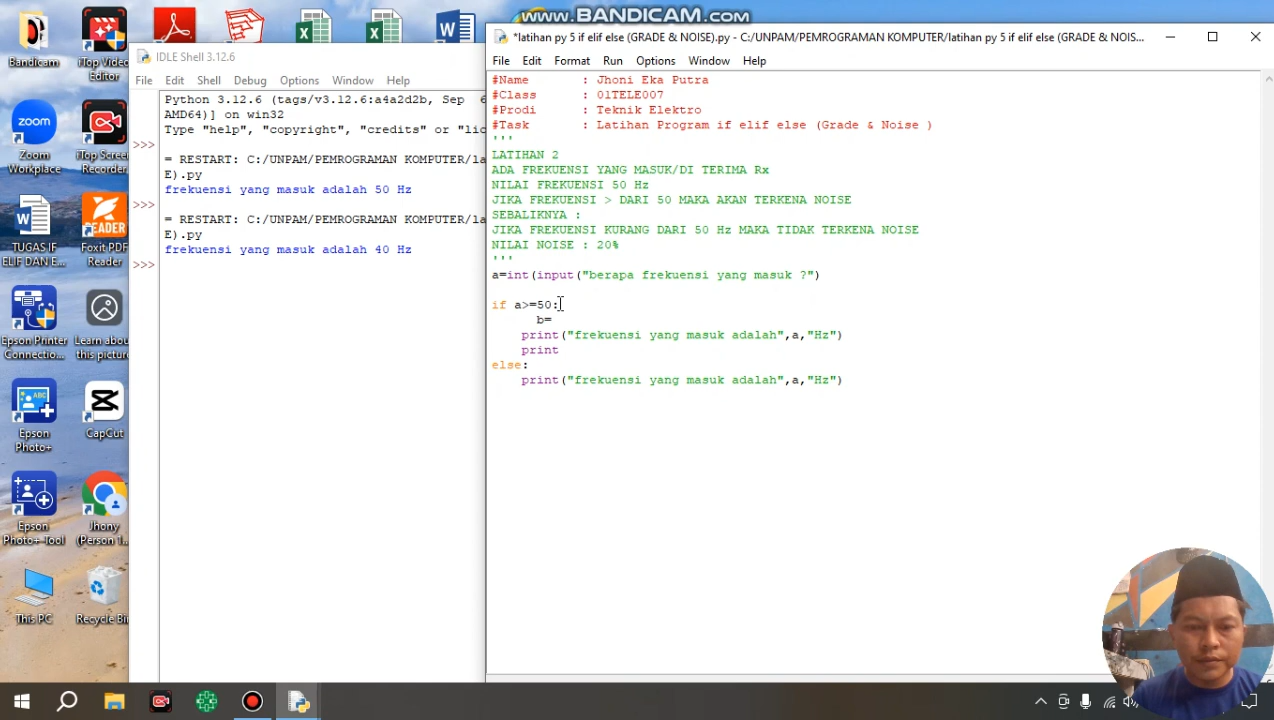 www.BANDICAM.com
Bandicam
iTop Video
Editor
Zoom
Workplace
iTop Screen
Recorder
TUGAS IF
ELIF DAN E...
Foxit PDF
Reader
Epson Printer
Connectio...
Learn about
this picture
Epson
Photo+
CapCut
Epson
Photo+ Tool
Jhony
(Person 1...
This PC
Recycle Bin
IDLE Shell 3.12.6
File Edit Shell Debug Options Window Help
Python 3.12.6 (tags/v3.12.6:a4a2d2b, Sep 6
AMD64)] on win32
Type "help", "copyright", "credits" or "lic
>>>
= RESTART: C:/UNPAM/PEMROGRAMAN KOMPUTER/la
E).py
frekuensi yang masuk adalah 50 Hz
>>>
= RESTART: C:/UNPAM/PEMROGRAMAN KOMPUTER/la
E).py
frekuensi yang masuk adalah 40 Hz
>>>
*latihan py 5 if elif else (GRADE & NOISE).py - C:/UNPAM/PEMROGRAMAN KOMPUTER/latihan py 5 if elif else (GRADE & NOIS...
File Edit Format Run Options Window Help
#Name : Jhoni Eka Putra
#Class : 01TELE007
#Prodi : Teknik Elektro
#Task : Latihan Program if elif else (Grade & Noise )
'''
LATIHAN 2
ADA FREKUENSI YANG MASUK/DI TERIMA Rx
NILAI FREKUENSI 50 Hz
JIKA FREKUENSI > DARI 50 MAKA AKAN TERKENA NOISE
SEBALIKNYA :
JIKA FREKUENSI KURANG DARI 50 Hz MAKA TIDAK TERKENA NOISE
NILAI NOISE : 20%
'''
a=int(input("berapa frekuensi yang masuk ?")
if a>=50:
b=
print("frekuensi yang masuk adalah",a,"Hz")
print
else:
print("frekuensi yang masuk adalah",a,"Hz")